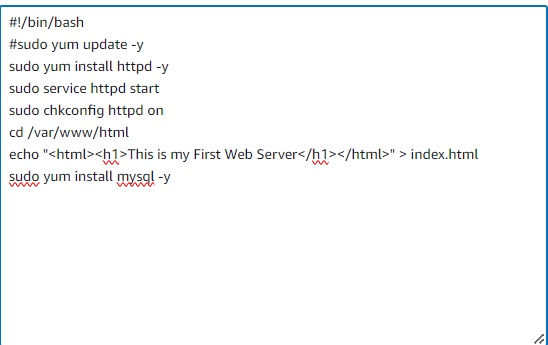 #!/bin/bash
#sudo yum update -y
sudo yum install httpd -y
sudo service httpd start
sudo chkconfig httpd on
cd /var/www/html
echo "<html><h1>This is my First Web Server</h1></html>" > index.html
sudo yum install mysql -y